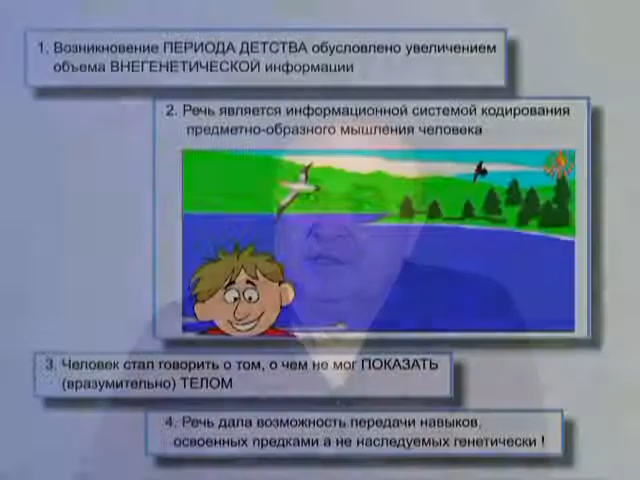 1. Возникновение ПЕРИОДА ДЕТСТВА обусловлено увеличением
объема ВНЕГЕНЕТИЧЕСКОЙ информации
2. Речь является информационной системой кодирования
предметно-образного мышления человека
3. Человек стал говорить о том, о чем не мог ПОКАЗАТЬ
(вразумительно) ТЕЛОМ
4. Речь дала возможность передачи навыков,
освоенных предками а не наследуемых генетически !